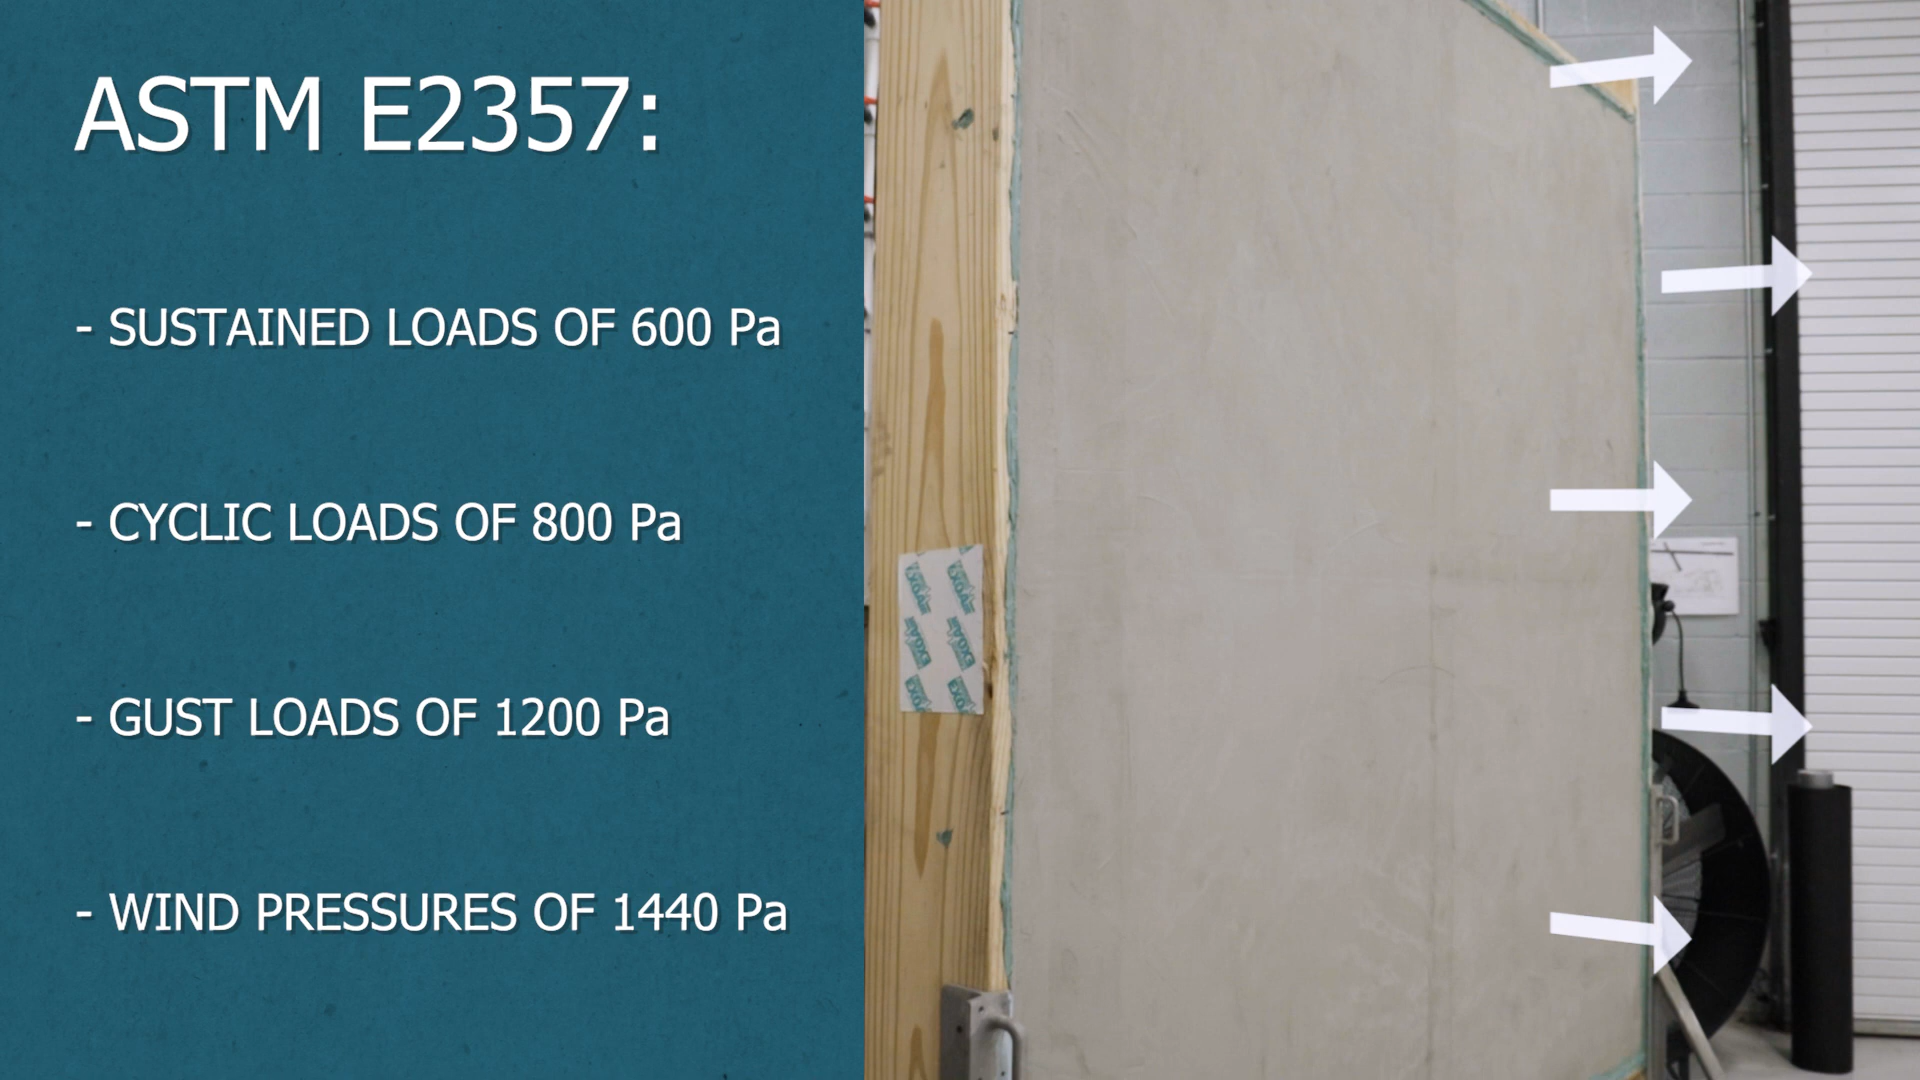 ASTM E2357:
- SUSTAINED LOADS OF 600 Pa
- CYCLIC LOADS OF 800 Pa
- GUST LOADS OF 1200 Pa
- WIND PRESSURES OF 1440 Pa